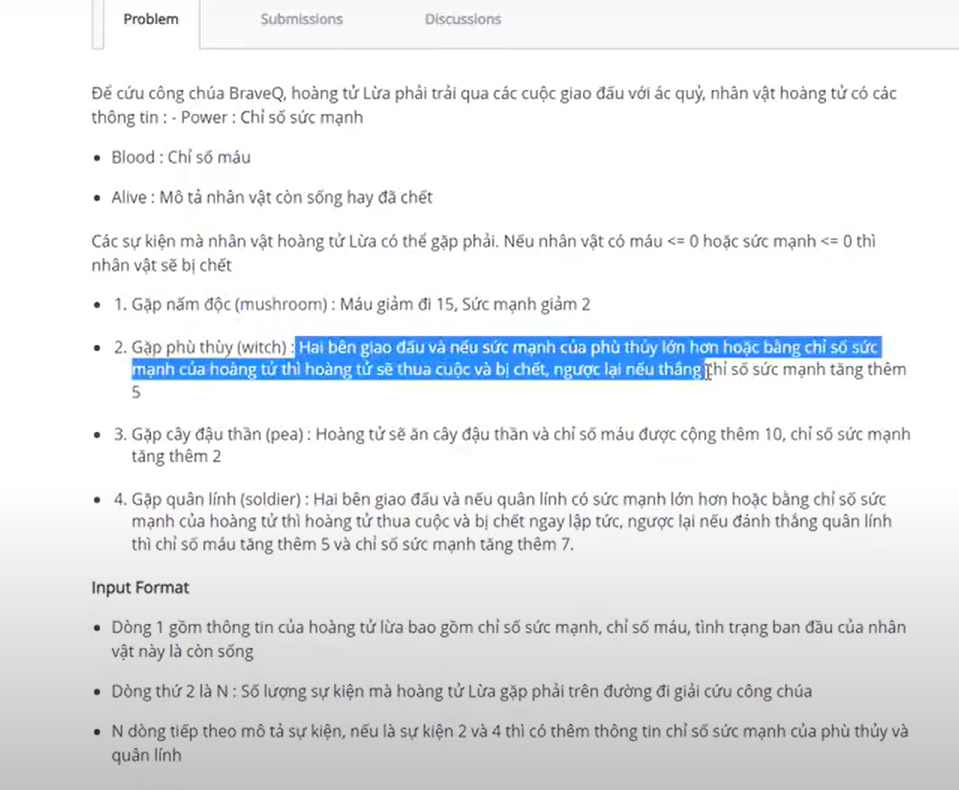 Problem
Submissions
Discussions
Để cứu công chúa BraveQ, hoàng tử Lừa phải trải qua các cuộc giao đấu với ác quỷ, nhân vật hoàng tử có các
thông tin : - Power : Chỉ số sức mạnh
• Blood : Chỉ số máu
• Alive : Mô tả nhân vật còn sống hay đã chết
Các sự kiện mà nhân vật hoàng tử Lừa có thể gặp phải. Nếu nhân vật có máu <= 0 hoặc sức mạnh <= 0 thì
nhân vật sẽ bị chết
• 1. Gặp nấm độc (mushroom) : Máu giảm đi 15, Sức mạnh giảm 2
• 2. Gặp phù thùy (witch) : Hai bên giao đấu và nếu sức mạnh của phù thủy lớn hơn hoặc bằng chỉ số sức
mạnh của hoàng tử thì hoàng tử sẽ thua cuộc và bị chết, ngược lại nếu thắng chỉ số sức mạnh tăng thêm
5
• 3. Gặp cây đậu thần (pea) : Hoàng tử sẽ ăn cây đậu thần và chỉ số máu được cộng thêm 10, chỉ số sức mạnh
tăng thêm 2
• 4. Gặp quân lính (soldier) : Hai bên giao đấu và nếu quân lính có sức mạnh lớn hơn hoặc bằng chỉ số sức
mạnh của hoàng tử thì hoàng tử thua cuộc và bị chết ngay lập tức, ngược lại nếu đánh thắng quân lính
thì chỉ số máu tăng thêm 5 và chỉ số sức mạnh tăng thêm 7.
Input Format
• Dòng 1 gồm thông tin của hoàng tử lừa bao gồm chỉ số sức mạnh, chỉ số máu, tình trạng ban đầu của nhân
vật này là còn sống
• Dòng thứ 2 là N : Số lượng sự kiện mà hoàng tử Lừa gặp phải trên đường đi giải cứu công chúa
• N dòng tiếp theo mô tả sự kiện, nếu là sự kiện 2 và 4 thì có thêm thông tin chỉ số sức mạnh của phù thủy và
quân lính